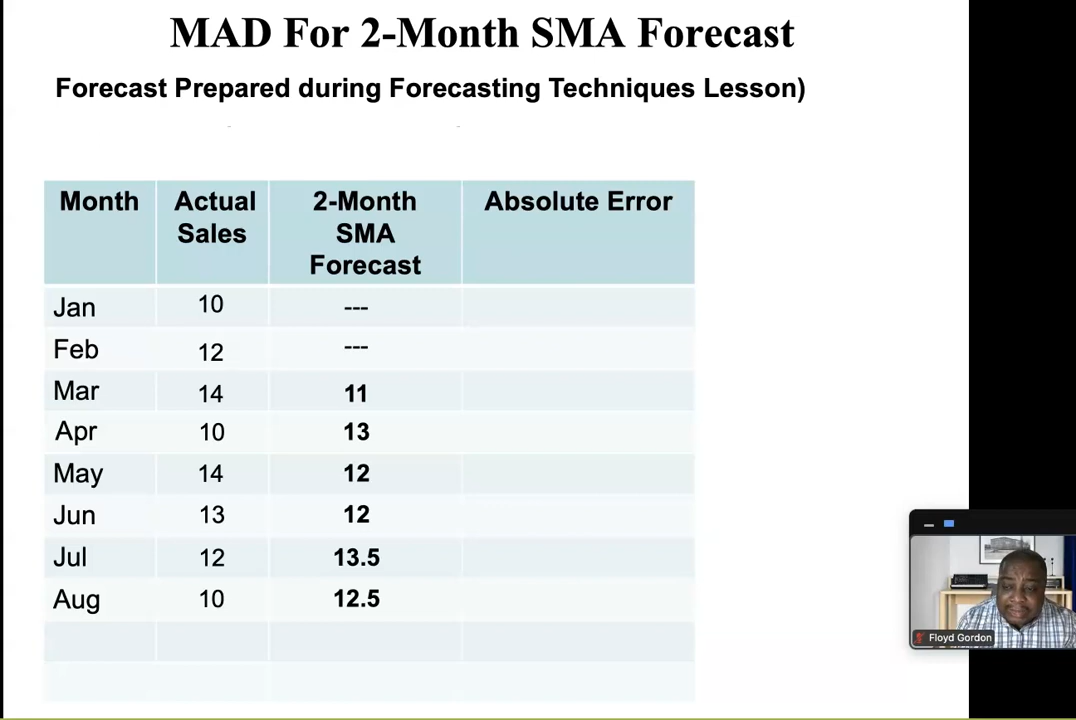 MAD For 2-Month SMA Forecast
Forecast Prepared during Forecasting Techniques Lesson)
Month Actual Sales 2-Month SMA Forecast Absolute Error
Jan 10 ---
Feb 12 ---
Mar 14 11
Apr 10 13
May 14 12
Jun 13 12
Jul 12 13.5
Aug 10 12.5
Floyd Gordon